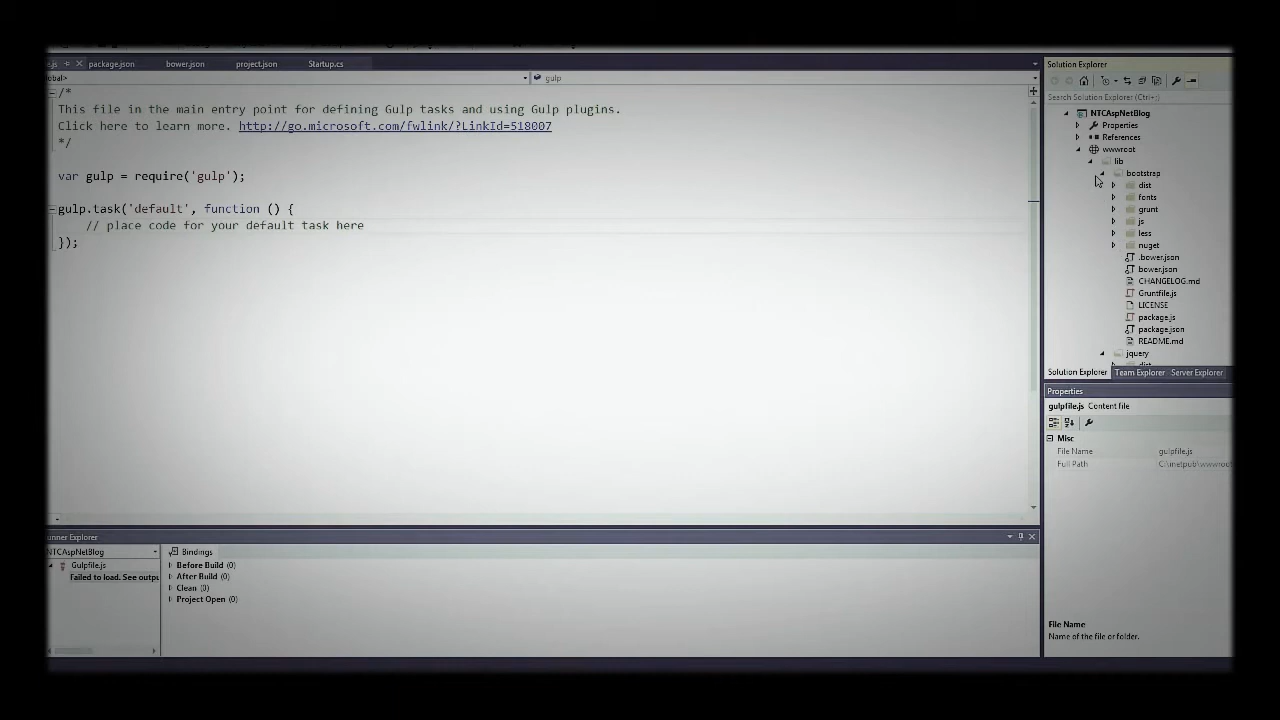 package.json
bower.json
project.json
Startup.cs
gulp
/*
This file in the main entry point for defining Gulp tasks and using Gulp plugins.
Click here to learn more. http://go.microsoft.com/fwlink/?LinkId=518007
*/
var gulp = require('gulp');
gulp.task('default', function () {
// place code for your default task here
});
Solution Explorer
Search Solution Explorer (Ctrl+;)
NTCAspNetBlog
Properties
References
wwwroot
lib
bootstrap
dist
fonts
grunt
js
less
nuget
.bower.json
bower.json
CHANGELOG.md
Gruntfile.js
LICENSE
package.js
package.json
README.md
jquery
Solution Explorer Team Explorer Server Explorer
Properties
gulpfile.js Content file
Misc
File Name gulpfile.js
Full Path C:\inetpub\wwwroot
File Name
Name of the file or folder.
unner Explorer
NTCAspNetBlog
Gulpfile.js
Failed to load. See outpu
Bindings
Before Build (0)
After Build (0)
Clean (0)
Project Open (0)